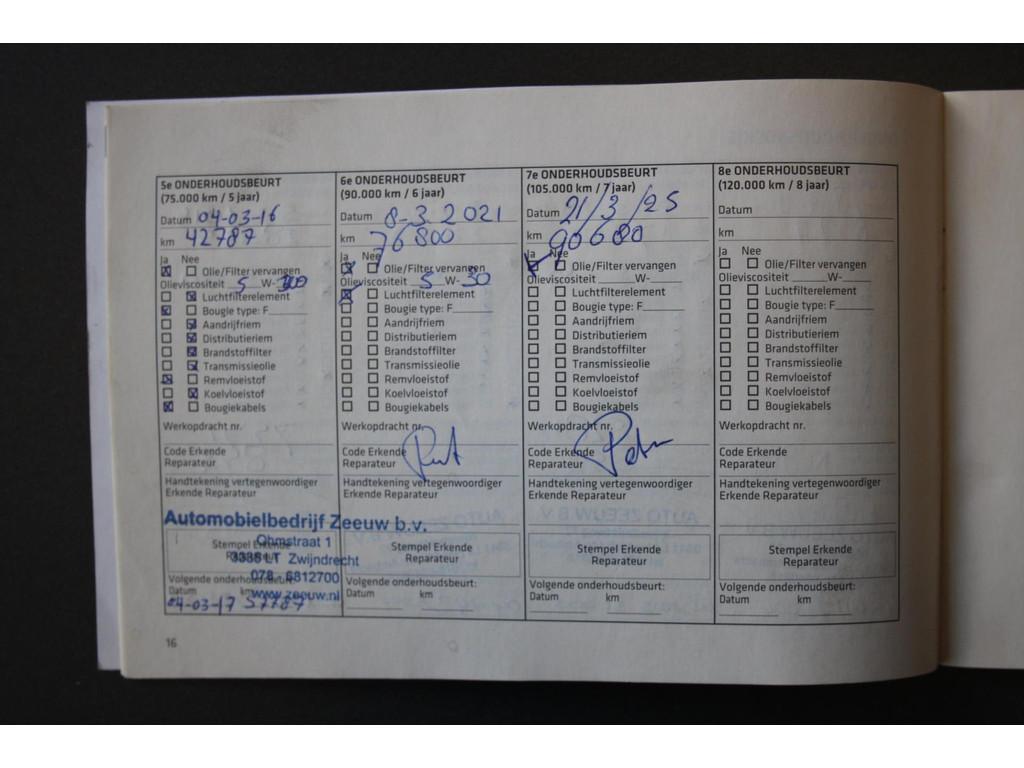 5e ONDERHOUDSBEURT
(75.000 km / 5 jaar)
Datum 04-03-16
km 42787
Ja Nee
Olie/Filter vervangen
Olieviscositeit 5 W-
Luchtfilterelement
Bougie type: F
Aandrijfriem
Distributieriem
Brandstoffilter
Transmissieolie
Remvloeistof
Koelvloeistof
Bougiekabels
Werkopdracht nr.
Code Erkende
Reparateur
Handtekening vertegenwoordiger
Erkende Reparateur
Automobielbedrijf Zeeuw b.v.
Ohmstraat 1
3335 LT Zwijndrecht
078 - 6812700
www.zeeuw.nl
Stempel Erkende
Reparateur
Volgende onderhoudsbeurt:
Datum km
04-03-17 57787
6e ONDERHOUDSBEURT
(90.000 km / 6 jaar)
Datum 8-3 2021
km 76800
Ja Nee
Olie/Filter vervangen
Olieviscositeit 5 W-30
Luchtfilterelement
Bougie type: F
Aandrijfriem
Distributieriem
Brandstoffilter
Transmissieolie
Remvloeistof
Koelvloeistof
Bougiekabels
Werkopdracht nr.
Code Erkende
Reparateur
Handtekening vertegenwoordiger
Erkende Reparateur
Stempel Erkende
Reparateur
Volgende onderhoudsbeurt:
Datum km
7e ONDERHOUDSBEURT
(105.000 km / 7 jaar)
Datum 21/3/25
km 90680
Ja Nee
Olie/Filter vervangen
Olieviscositeit W-
Luchtfilterelement
Bougie type: F
Aandrijfriem
Distributieriem
Brandstoffilter
Transmissieolie
Remvloeistof
Koelvloeistof
Bougiekabels
Werkopdracht nr.
Code Erkende
Reparateur
Handtekening vertegenwoordiger
Erkende Reparateur
Stempel Erkende
Reparateur
Volgende onderhoudsbeurt:
Datum km
8e ONDERHOUDSBEURT
(120.000 km / 8 jaar)
Datum
km
Ja Nee
Olie/Filter vervangen
Olieviscositeit W-
Luchtfilterelement
Bougie type: F
Aandrijfriem
Distributieriem
Brandstoffilter
Transmissieolie
Remvloeistof
Koelvloeistof
Bougiekabels
Werkopdracht nr.
Code Erkende
Reparateur
Handtekening vertegenwoordiger
Erkende Reparateur
Stempel Erkende
Reparateur
Volgende onderhoudsbeurt:
Datum km
16